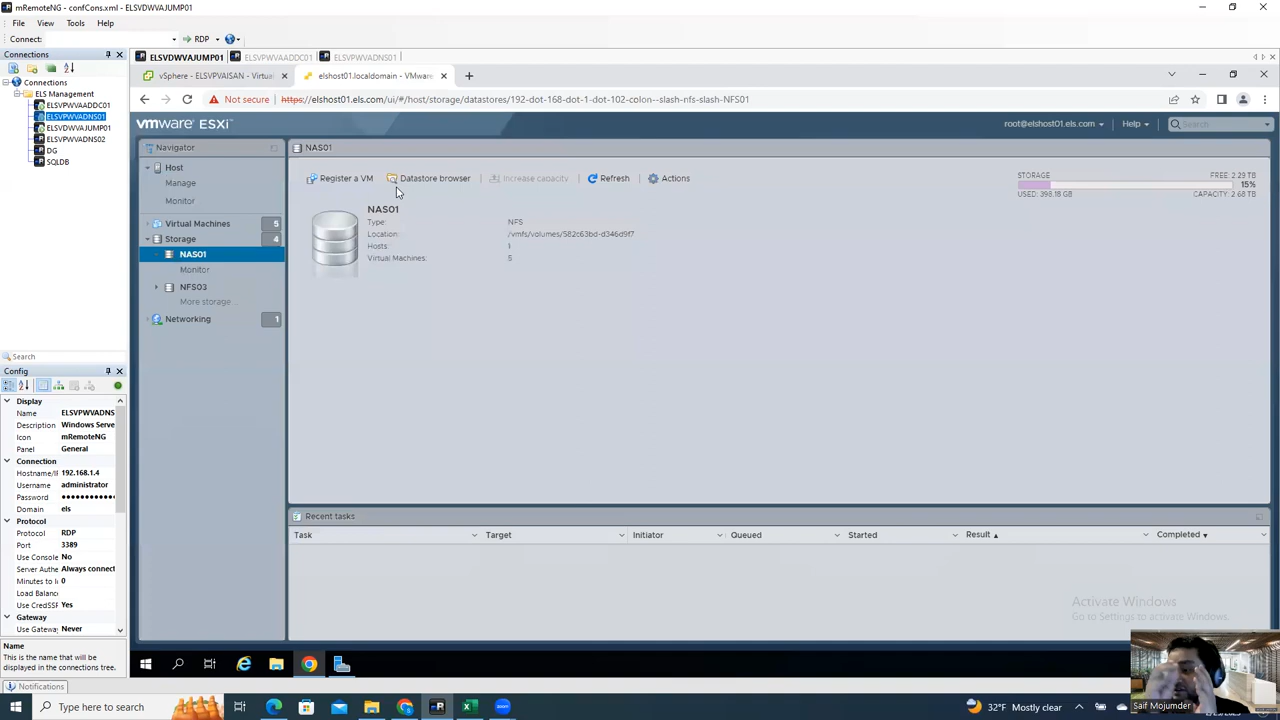 mRemoteNG - confCons.xml - ELSVDWVAJUMP01
File View Tools Help
Connect: RDP
Connections
Connections
ELS Management
ELSVPWVAADDC01
ELSVPWVADNS01
ELSVDWVAJUMP01
ELSVPWVADNS02
DG
SQLDB
Search
Config
Display
Name ELSVPWVADNS
Description Windows Serve
Icon mRemoteNG
Panel General
Connection
Hostname/I 192.168.1.4
Username administrator
Password ••••••••••••
Domain els
Protocol
Protocol RDP
Port 3389
Use Console No
Server Authe Always connect
Minutes to I 0
Load Balanc
Use CredSSP Yes
Gateway
Use Gateway Never
Name
This is the name that will be
displayed in the connections tree.
Notifications
ELSVDWVAJUMP01 ELSVPWVAADDC01 ELSVPWVADNS01
vSphere - ELSVPVAISAN - Virtual elshost01.localdomain - VMware
Not secure https://elshost01.els.com/ui/#/host/storage/datastores/192-dot-168-dot-1-dot-102-colon--slash-nfs-slash-NFS01
vmware ESXi root@elshost01.els.com Help Search
Navigator
Host
Manage
Monitor
Virtual Machines 5
Storage 4
NAS01
Monitor
NFS03
More storage...
Networking 1
NAS01
Register a VM Datastore browser Increase capacity Refresh Actions
STORAGE FREE: 2.29 TB
15%
USED: 398.18 GB CAPACITY: 2.68 TB
NAS01
Type: NFS
Location: /vmfs/volumes/582c63bd-d346d9f7
Hosts: 1
Virtual Machines: 5
Recent tasks
Task Target Initiator Queued Started Result Completed
Activate Windows
Go to Settings to activate Windows.
Saif Mojumder
Type here to search
32°F Mostly clear